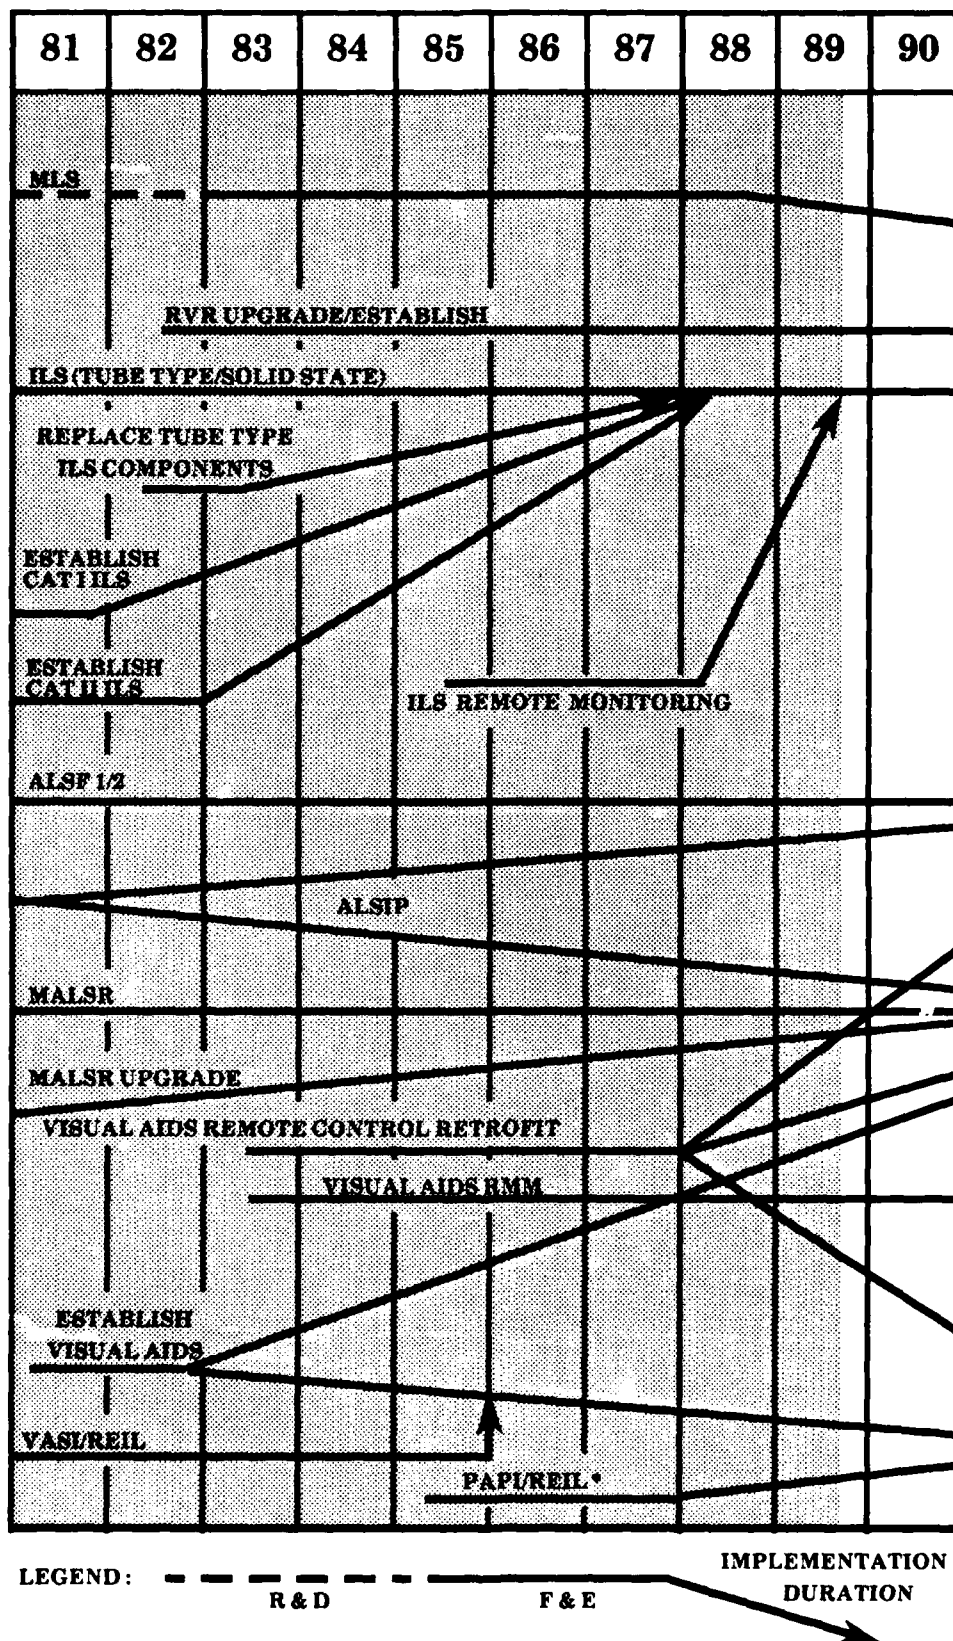 81 82 83 84 85 86 87 88 89 90
MLS
RVR UPGRADE/ESTABLISH
ILS (TUBE TYPE/SOLID STATE)
REPLACE TUBE TYPE
ILS COMPONENTS
ESTABLISH
CAT I ILS
ESTABLISH
CAT II ILS
ILS REMOTE MONITORING
ALSF 1/2
ALSIP
MALSR
MALSR UPGRADE
VISUAL AIDS REMOTE CONTROL RETROFIT
VISUAL AIDS RMM
ESTABLISH
VISUAL AIDS
VASI/REIL
PAPI/REIL *
LEGEND:
R & D
F & E
IMPLEMENTATION
DURATION